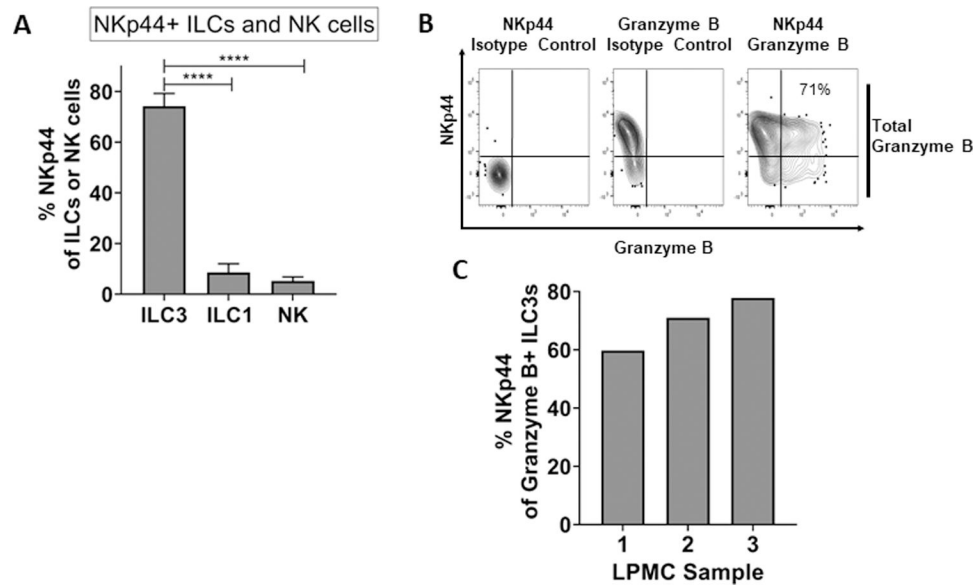 A
NKp44+ ILCs and NK cells
****
****
% NKp44
of ILCs or NK cells
80
60
40
20
0
ILC3 ILC1 NK
B
NKp44
Isotype Control
Granzyme B
Isotype Control
NKp44
Granzyme B
NKp44
71%
Total
Granzyme B
Granzyme B
C
% NKp44
of Granzyme B+ ILC3s
80
60
40
20
0
1 2 3
LPMC Sample